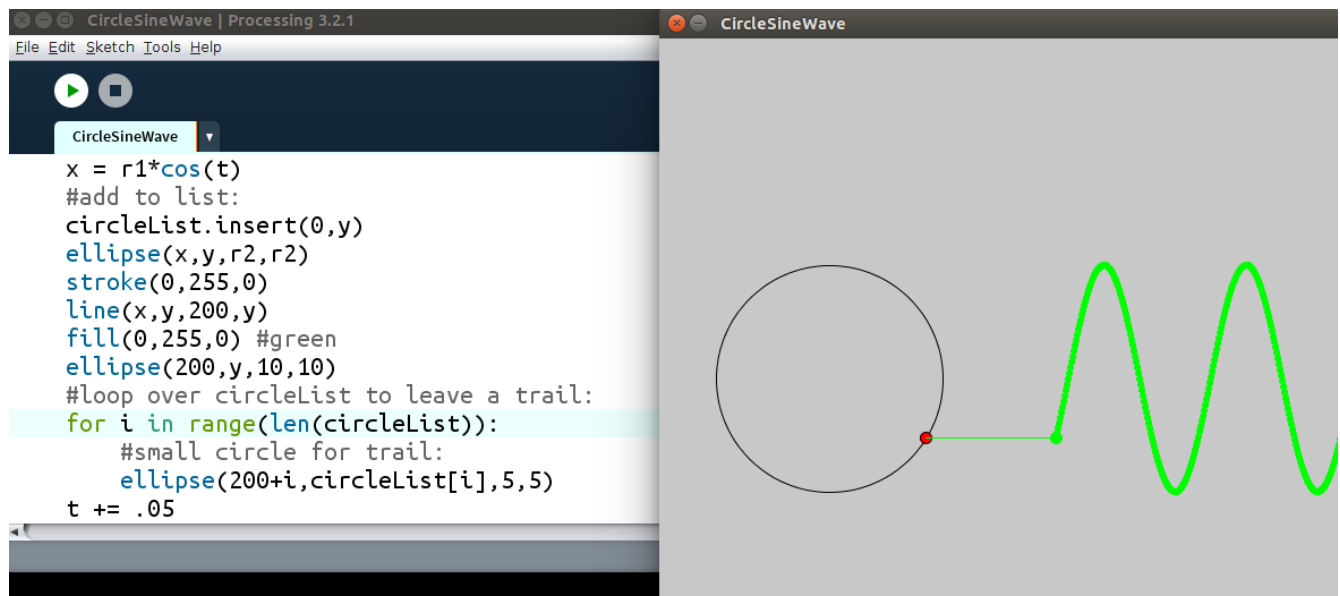 CircleSineWave | Processing 3.2.1
File Edit Sketch Tools Help
CircleSineWave
x = r1*cos(t)
#add to list:
circleList.insert(0,y)
ellipse(x,y,r2,r2)
stroke(0,255,0)
line(x,y,200,y)
fill(0,255,0) #green
ellipse(200,y,10,10)
#loop over circleList to leave a trail:
for i in range(len(circleList)):
    #small circle for trail:
    ellipse(200+i,circleList[i],5,5)
t += .05
CircleSineWave